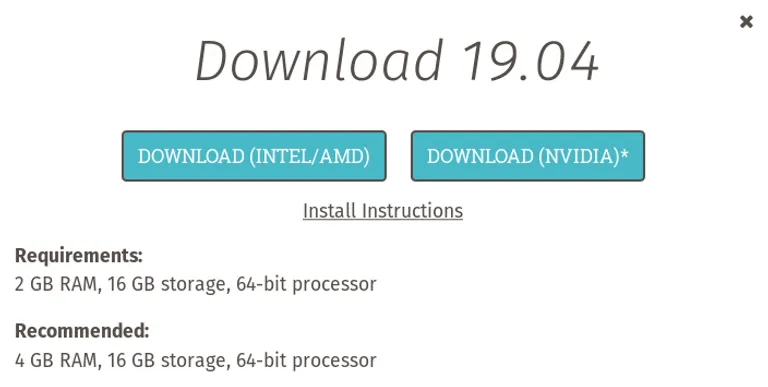 Download 19.04
DOWNLOAD (INTEL/AMD) DOWNLOAD (NVIDIA)*
Install Instructions
Requirements:
2 GB RAM, 16 GB storage, 64-bit processor
Recommended:
4 GB RAM, 16 GB storage, 64-bit processor